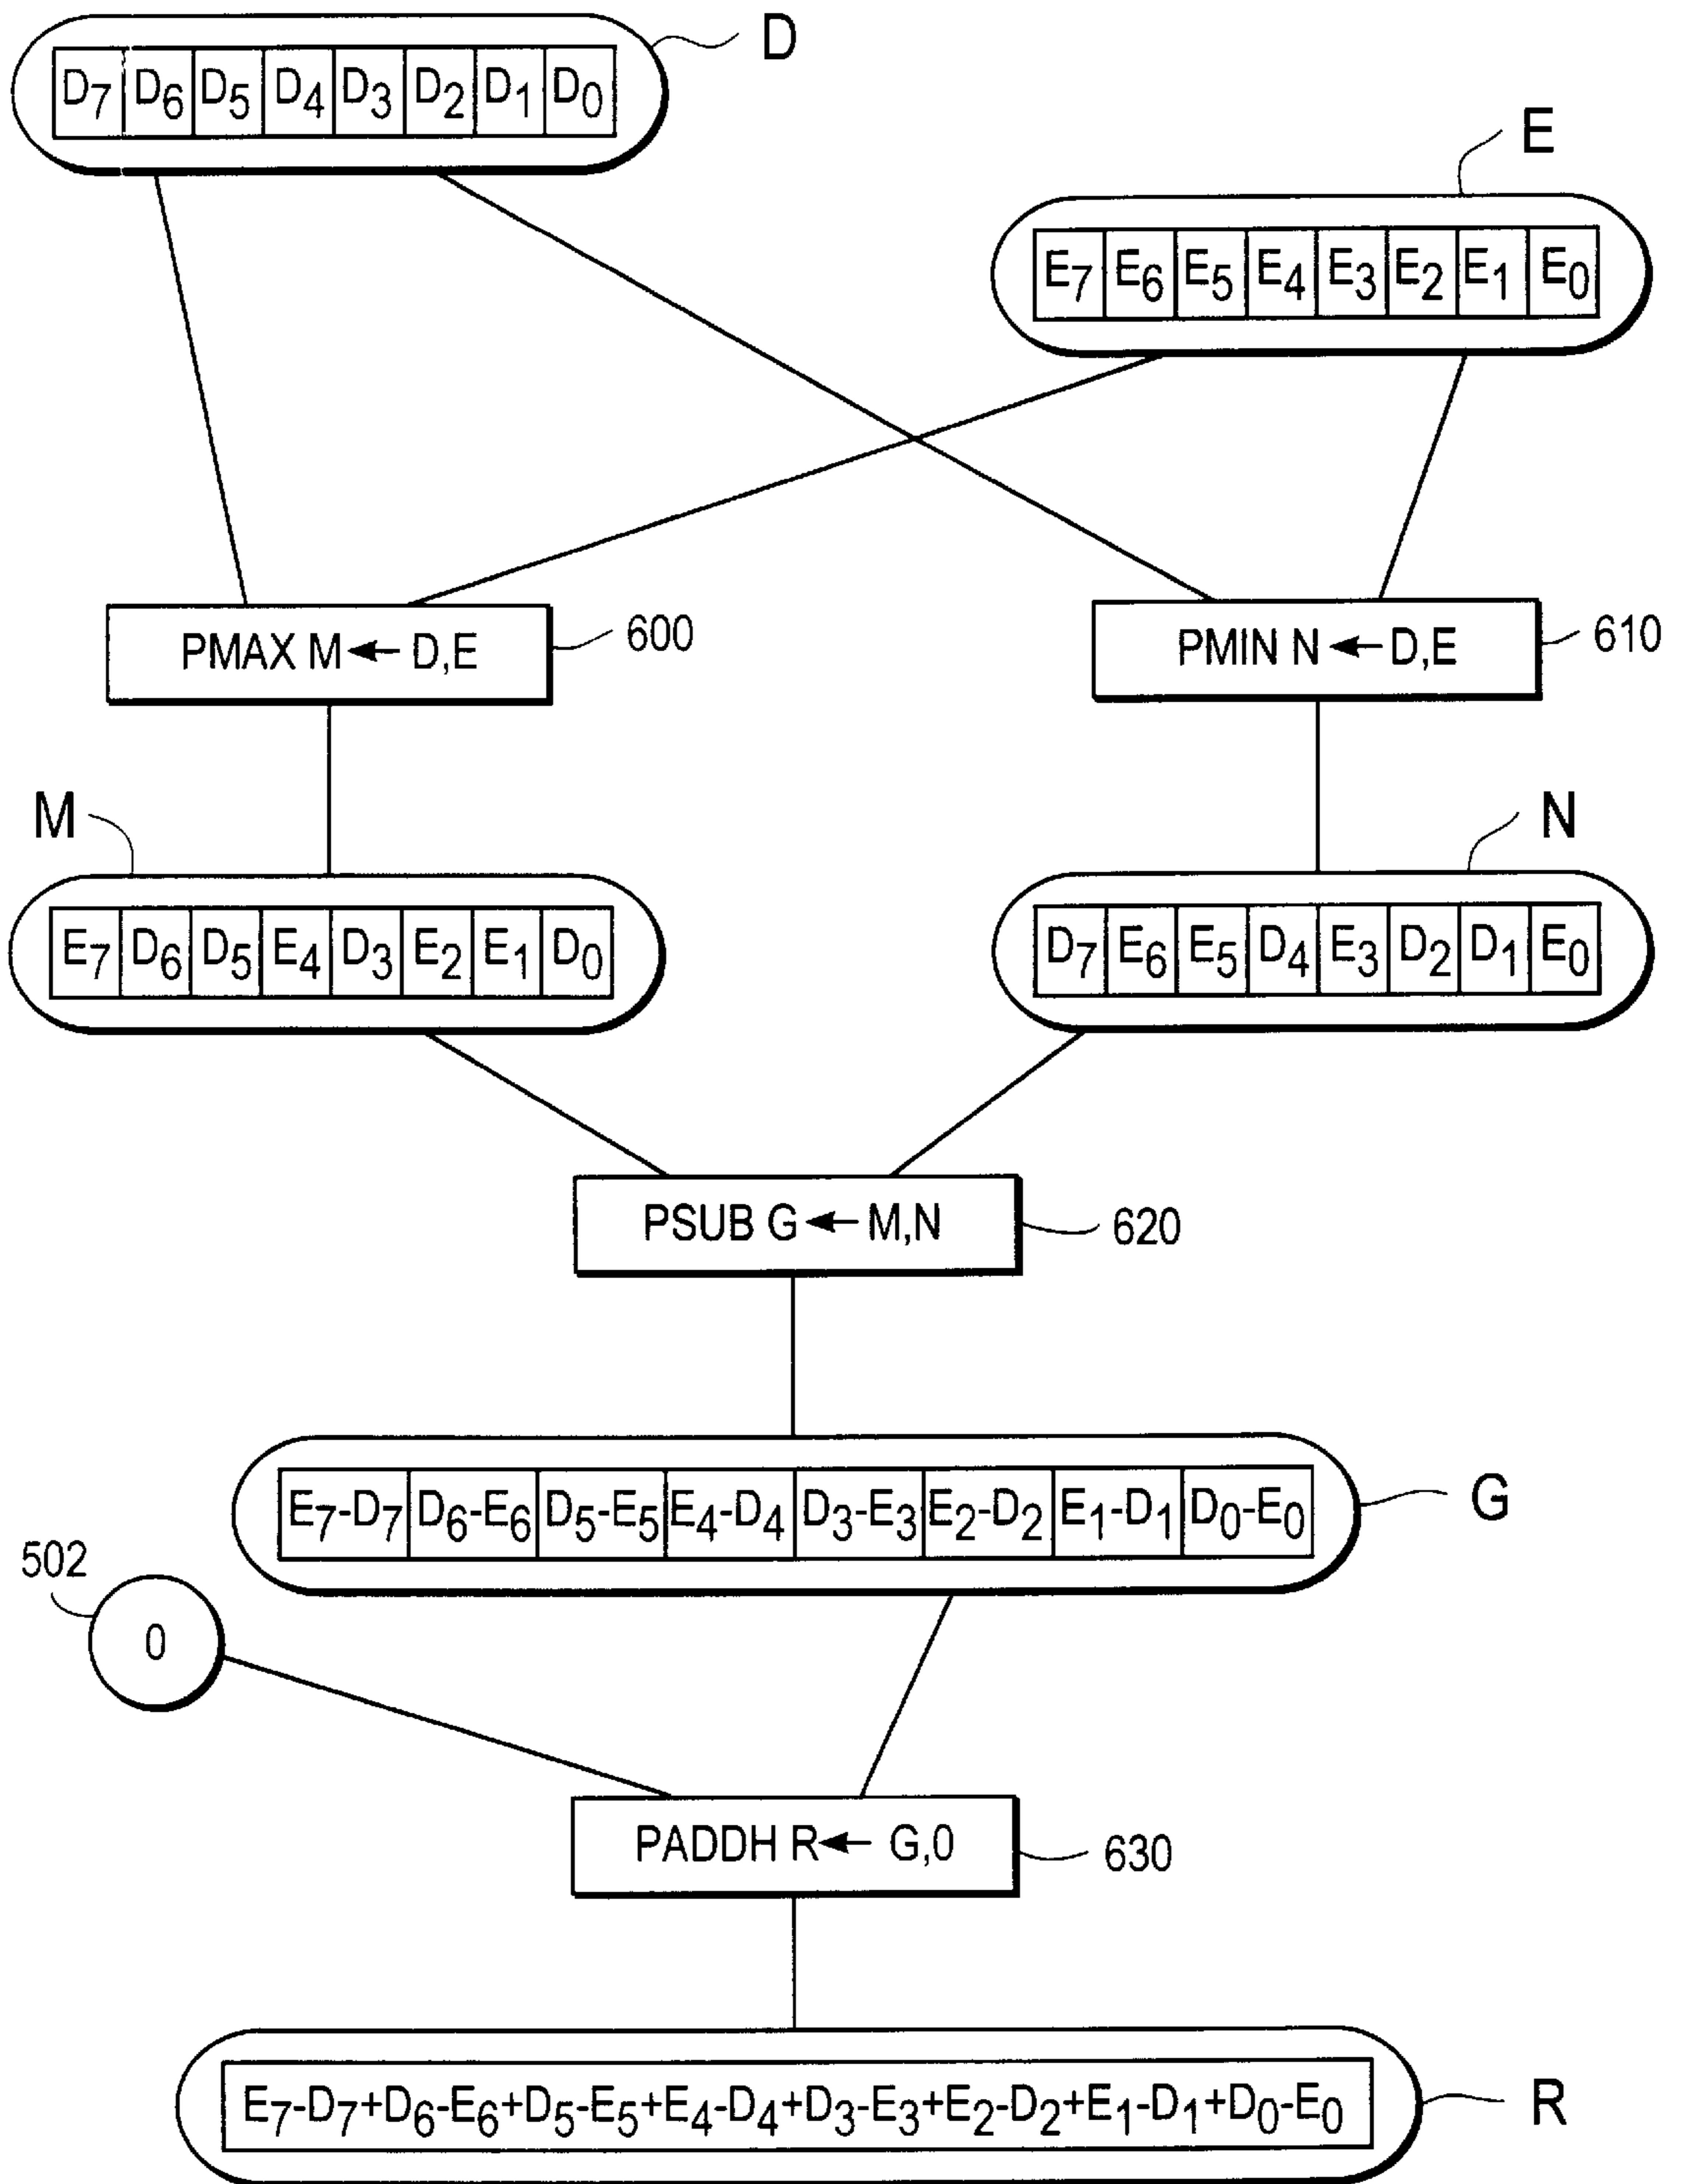 D
D7 D6 D5 D4 D3 D2 D1 D0
E
E7 E6 E5 E4 E3 E2 E1 E0
PMAX M ← D,E
600
PMIN N ← D,E
610
M
N
E7 D6 D5 E4 D3 E2 E1 D0
D7 E6 E5 D4 E3 D2 D1 E0
PSUB G ← M,N
620
E7-D7 D6-E6 D5-E5 E4-D4 D3-E3 E2-D2 E1-D1 D0-E0
G
502
0
PADDH R ← G,0
630
E7-D7+D6-E6+D5-E5+E4-D4+D3-E3+E2-D2+E1-D1+D0-E0
R